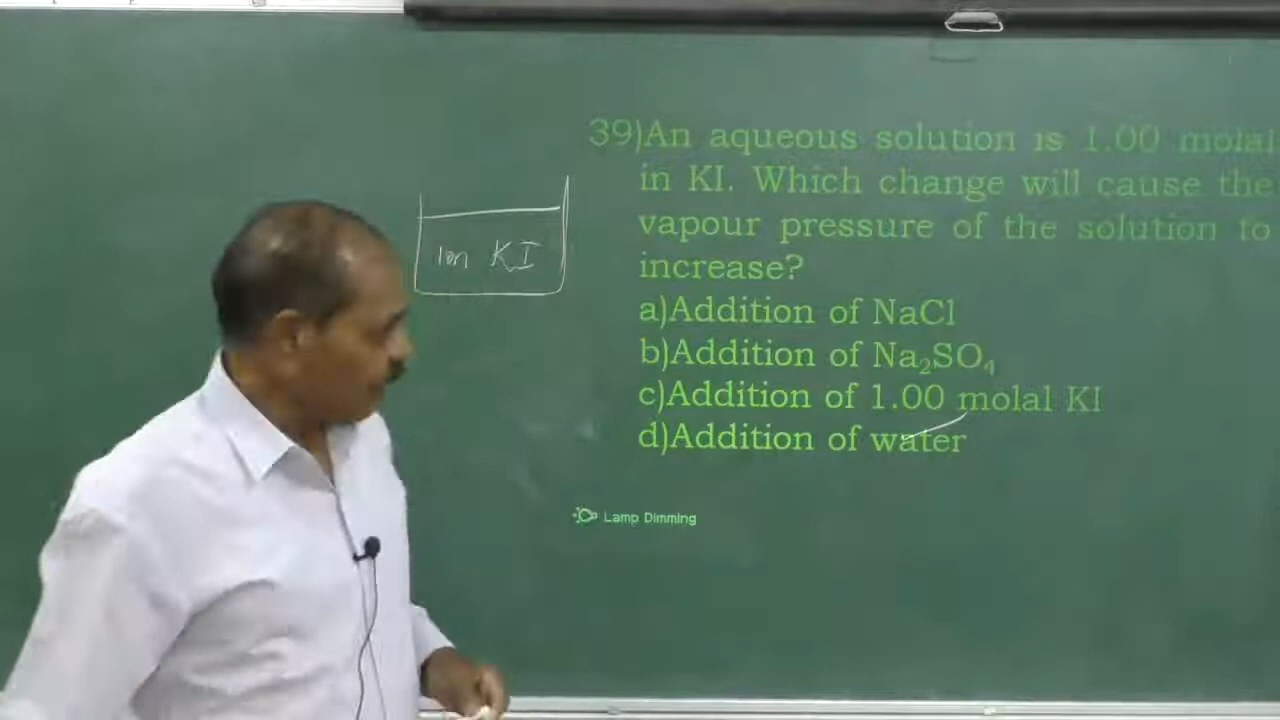 39)An aqueous solution is 1.00 molal
in KI. Which change will cause the
vapour pressure of the solution to
increase?
a)Addition of NaCl
b)Addition of Na₂SO₄
c)Addition of 1.00 molal KI
d)Addition of water
KI
Lamp Dimming